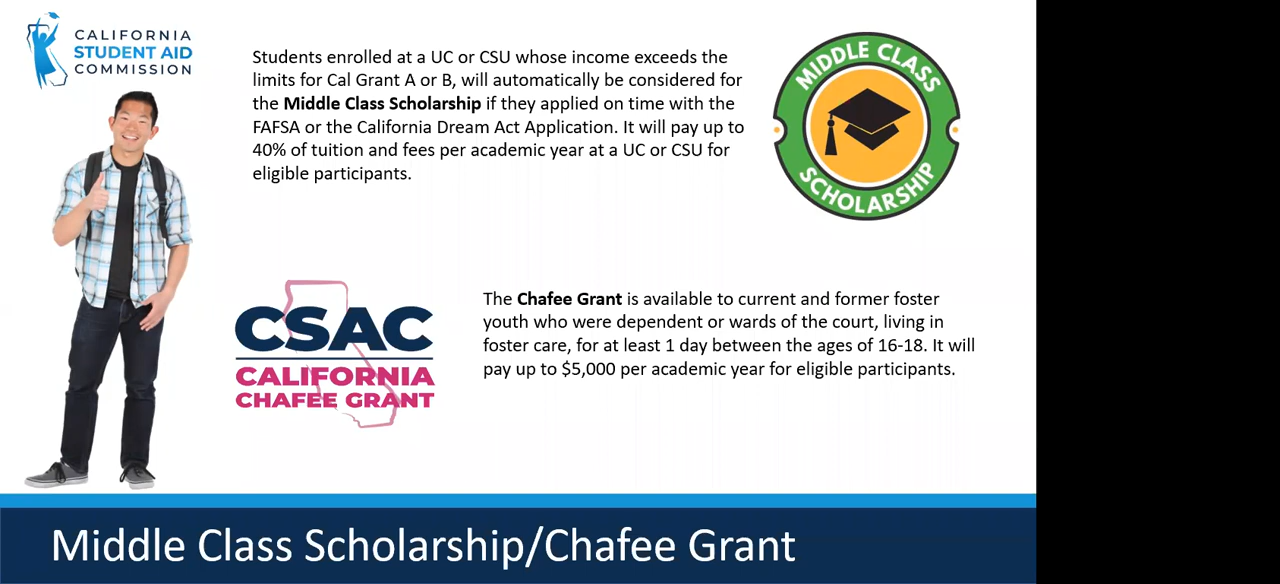 CALIFORNIA
STUDENT AID
COMMISSION
Students enrolled at a UC or CSU whose income exceeds the
limits for Cal Grant A or B, will automatically be considered for
the Middle Class Scholarship if they applied on time with the
FAFSA or the California Dream Act Application. It will pay up to
40% of tuition and fees per academic year at a UC or CSU for
eligible participants.
MIDDLE CLASS
SCHOLARSHIP
CSAC
CALIFORNIA
CHAFEE GRANT
The Chafee Grant is available to current and former foster
youth who were dependent or wards of the court, living in
foster care, for at least 1 day between the ages of 16-18. It will
pay up to $5,000 per academic year for eligible participants.
Middle Class Scholarship/Chafee Grant